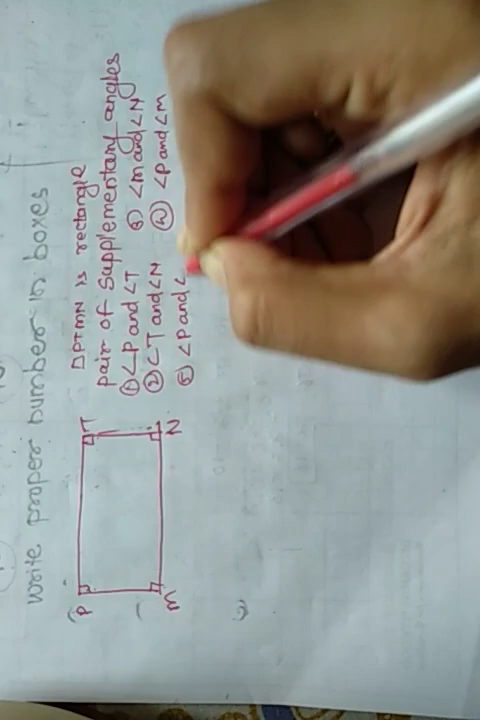 write proper number in boxes
P T
M N
□PTMN is rectangle
pair of supplementary angles
① ∠P and ∠T ③ ∠M and ∠N
② ∠T and ∠N ④ ∠P and ∠M
⑤ ∠P and ∠